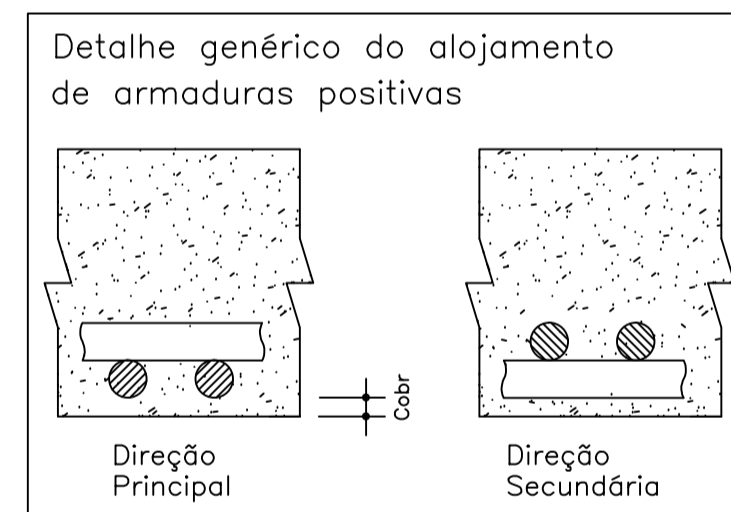 Detalhe genérico do alojamento
de armaduras positivas
Cobr
Direção
Principal
Direção
Secundária